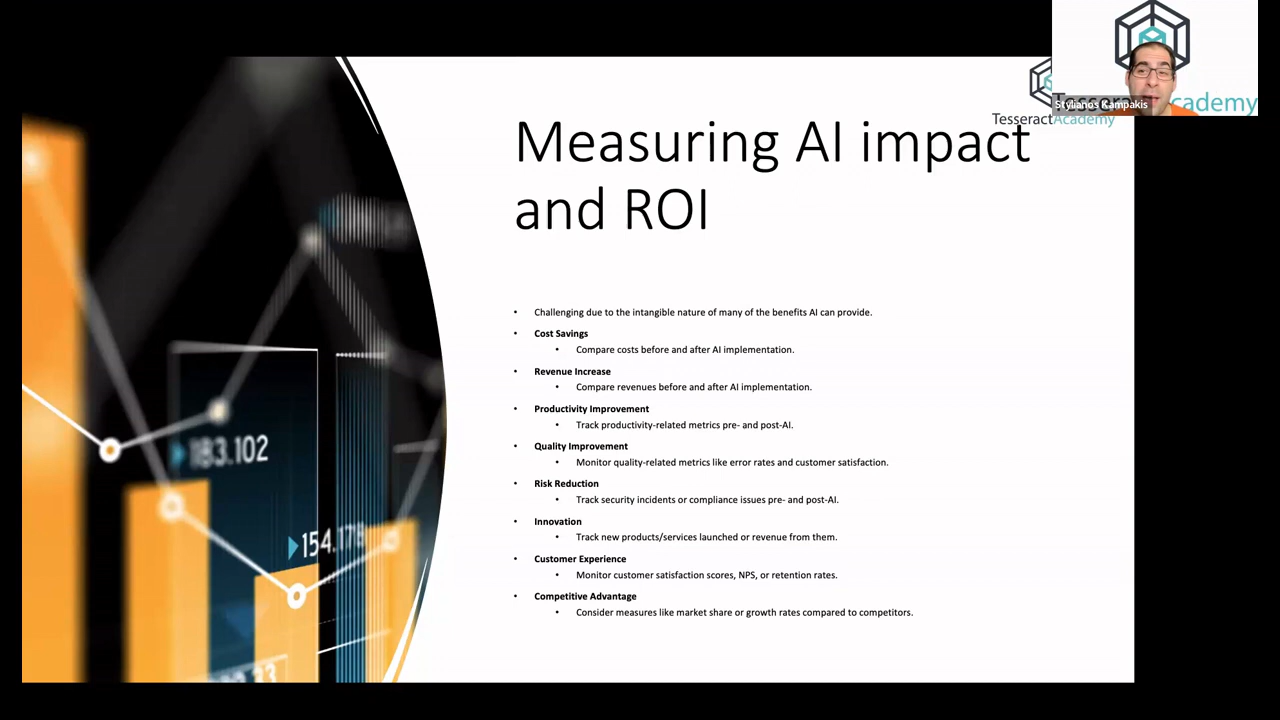 Stylianos Kampakis
TesseractAcademy
Measuring AI impact
and ROI
• Challenging due to the intangible nature of many of the benefits AI can provide.
• Cost Savings
• Compare costs before and after AI implementation.
• Revenue Increase
• Compare revenues before and after AI implementation.
• Productivity Improvement
• Track productivity-related metrics pre- and post-AI.
• Quality Improvement
• Monitor quality-related metrics like error rates and customer satisfaction.
• Risk Reduction
• Track security incidents or compliance issues pre- and post-AI.
• Innovation
• Track new products/services launched or revenue from them.
• Customer Experience
• Monitor customer satisfaction scores, NPS, or retention rates.
• Competitive Advantage
• Consider measures like market share or growth rates compared to competitors.
183.102